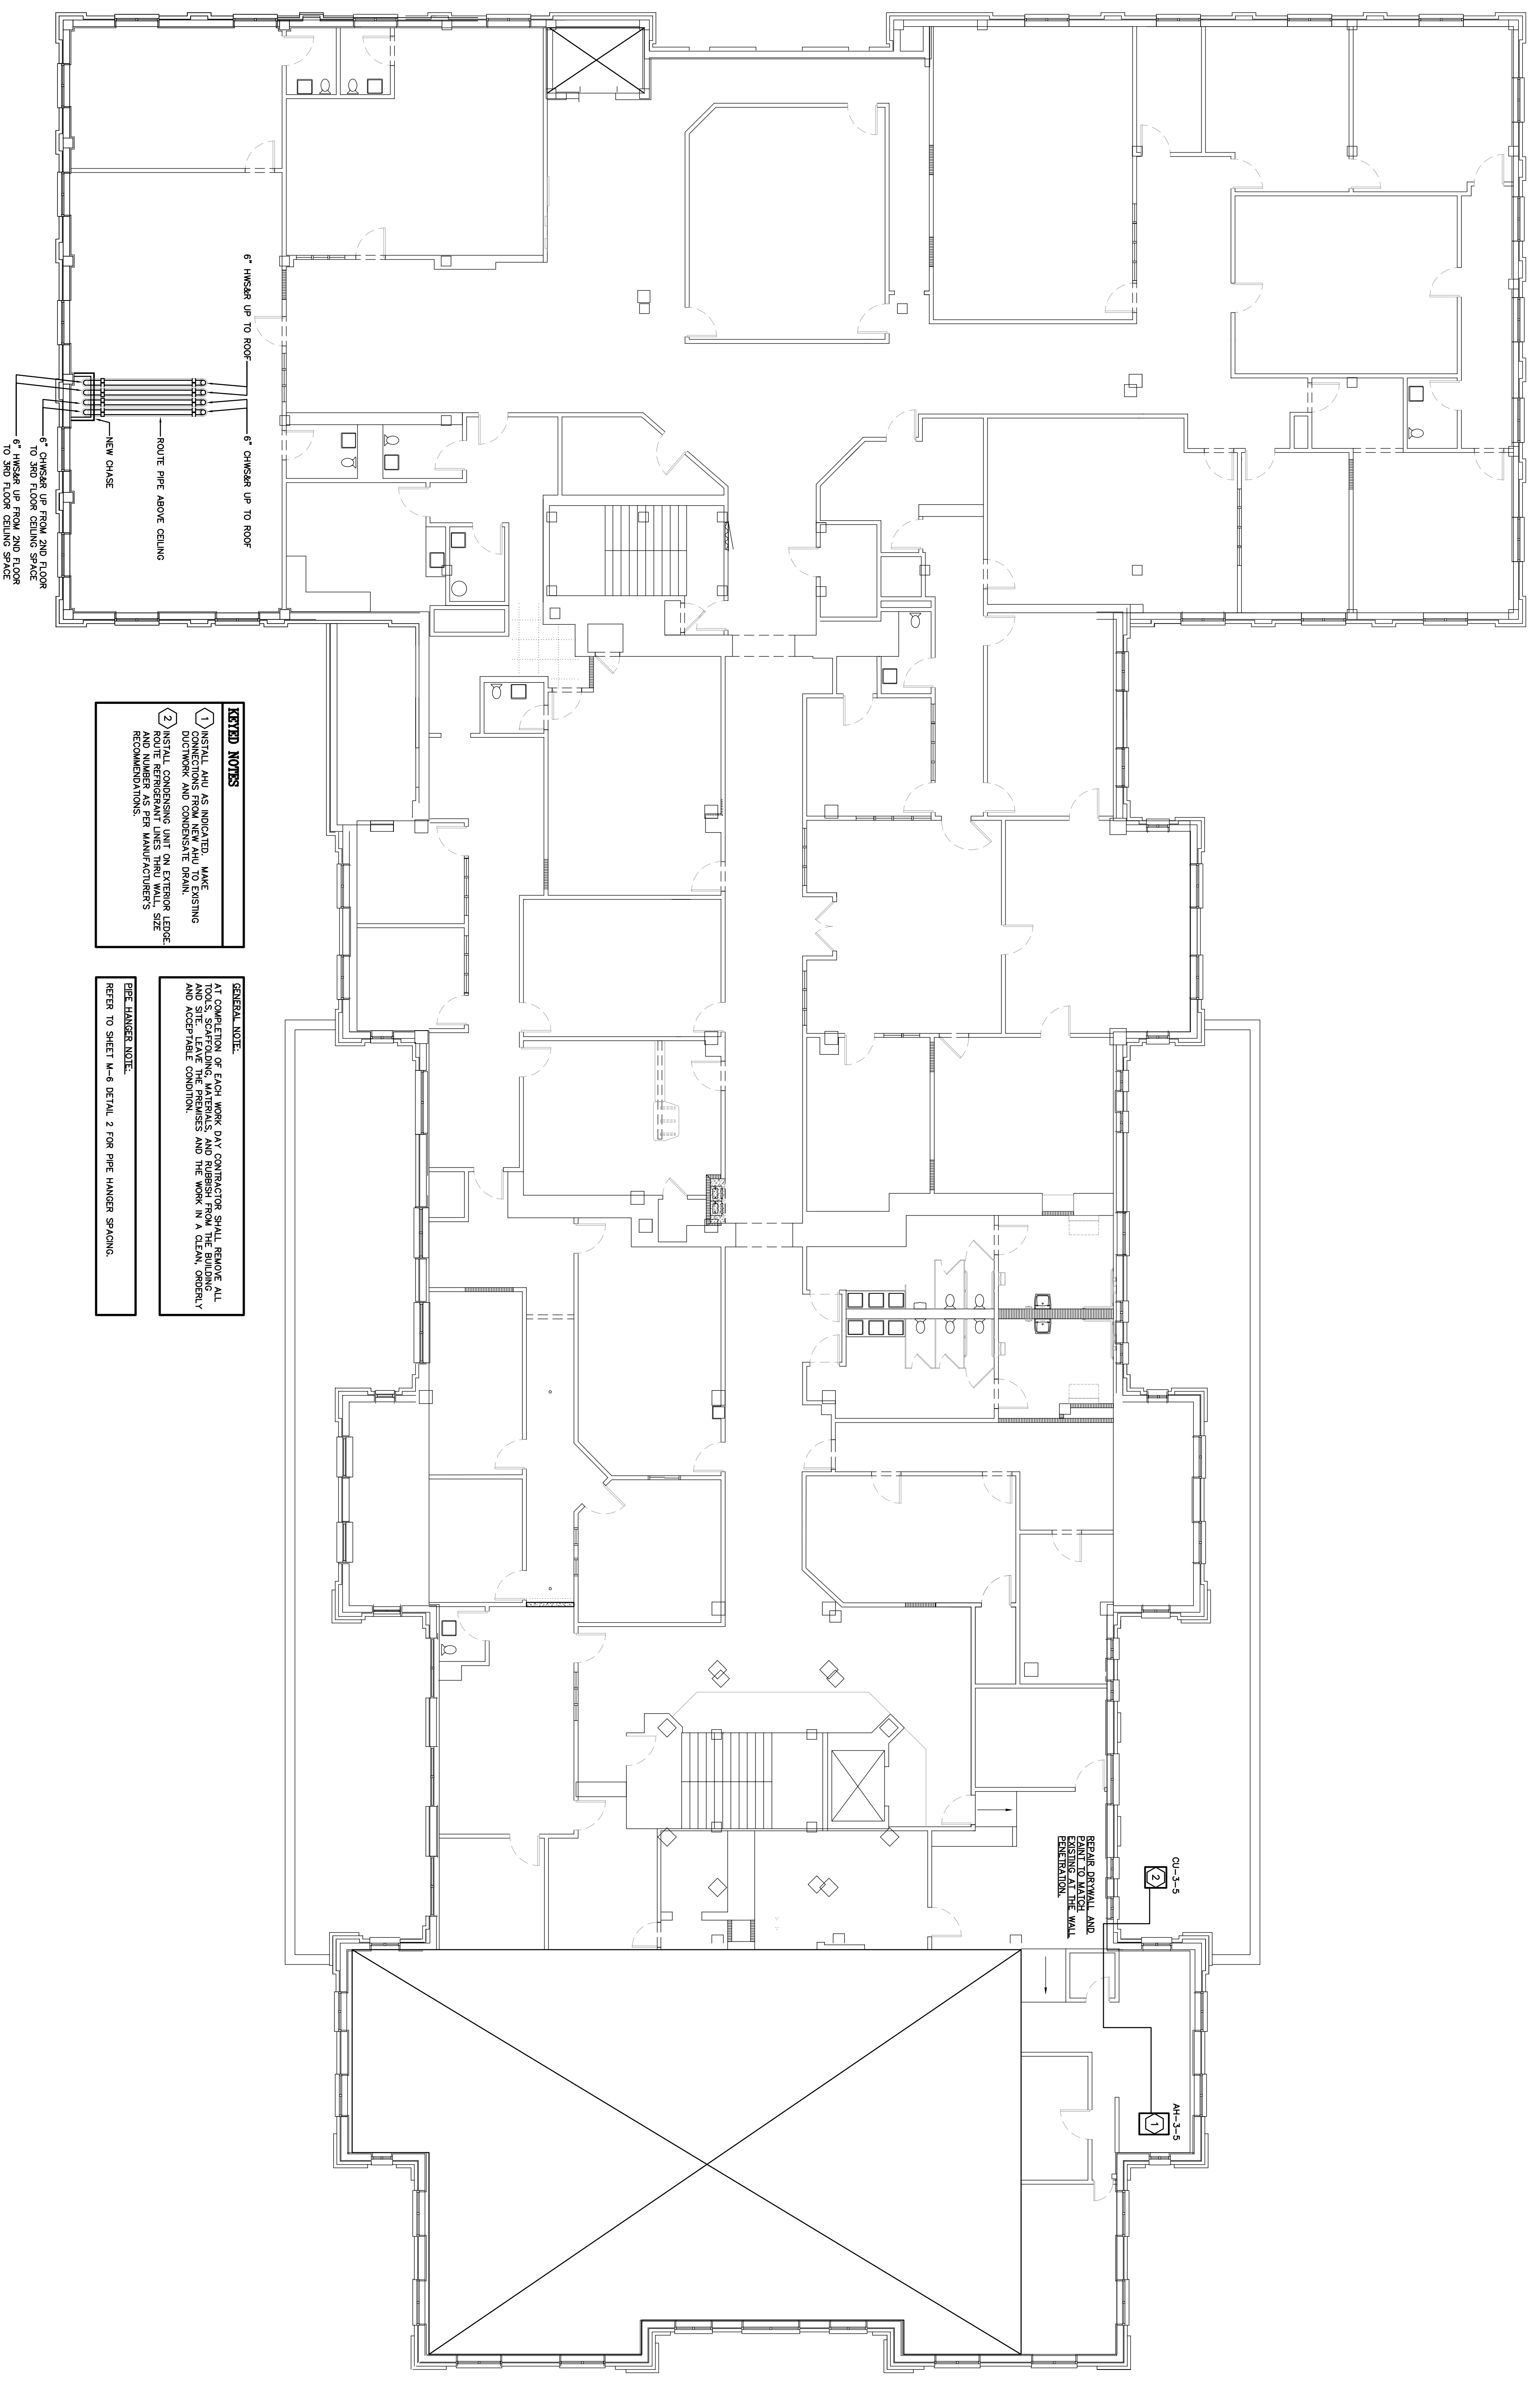 CU-3-5
2
AH-3-5
1
REPAIR DRYWALL AND
PAINT TO MATCH
EXISTING AT THE WALL
PENETRATION.
6" HWS&R UP TO ROOF
6" CHWS&R UP TO ROOF
ROUTE PIPE ABOVE CEILING
NEW CHASE
6" CHWS&R UP FROM 2ND FLOOR
TO 3RD FLOOR CEILING SPACE
6" HWS&R UP FROM 2ND FLOOR
TO 3RD FLOOR CEILING SPACE
KEYED NOTES
1 INSTALL AHU AS INDICATED. MAKE
CONNECTIONS FROM NEW AHU TO EXISTING
DUCTWORK AND CONDENSATE DRAIN.
2 INSTALL CONDENSING UNIT ON EXTERIOR LEDGE.
ROUTE REFRIGERANT LINES THRU WALL, SIZE
AND NUMBER AS PER MANUFACTURER'S
RECOMMENDATIONS.
GENERAL NOTE:
AT COMPLETION OF EACH WORK DAY CONTRACTOR SHALL REMOVE ALL
TOOLS, SCAFFOLDING, MATERIALS, AND RUBBISH FROM THE BUILDING
AND SITE. LEAVE THE PREMISES AND THE WORK IN A CLEAN, ORDERLY
AND ACCEPTABLE CONDITION.
PIPE HANGER NOTE:
REFER TO SHEET M-6 DETAIL 2 FOR PIPE HANGER SPACING.